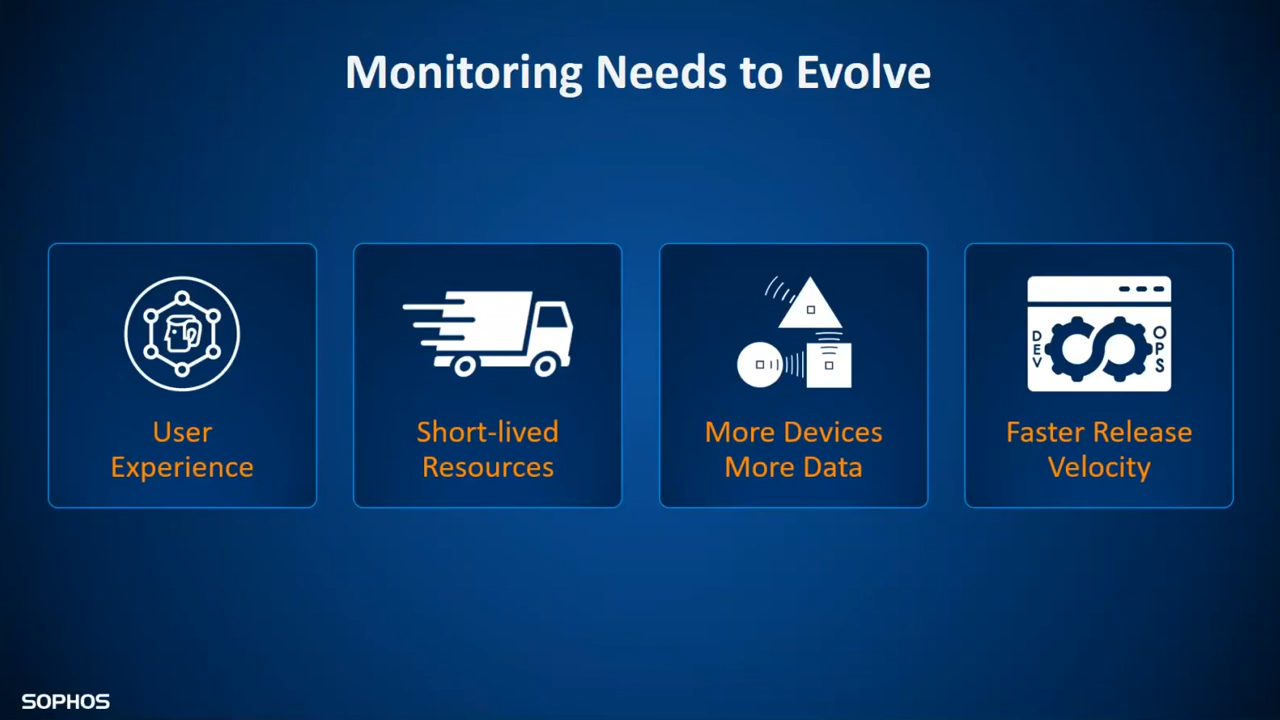 Monitoring Needs to Evolve
User
Experience
Short-lived
Resources
More Devices
More Data
DEV
OPS
Faster Release
Velocity
SOPHOS